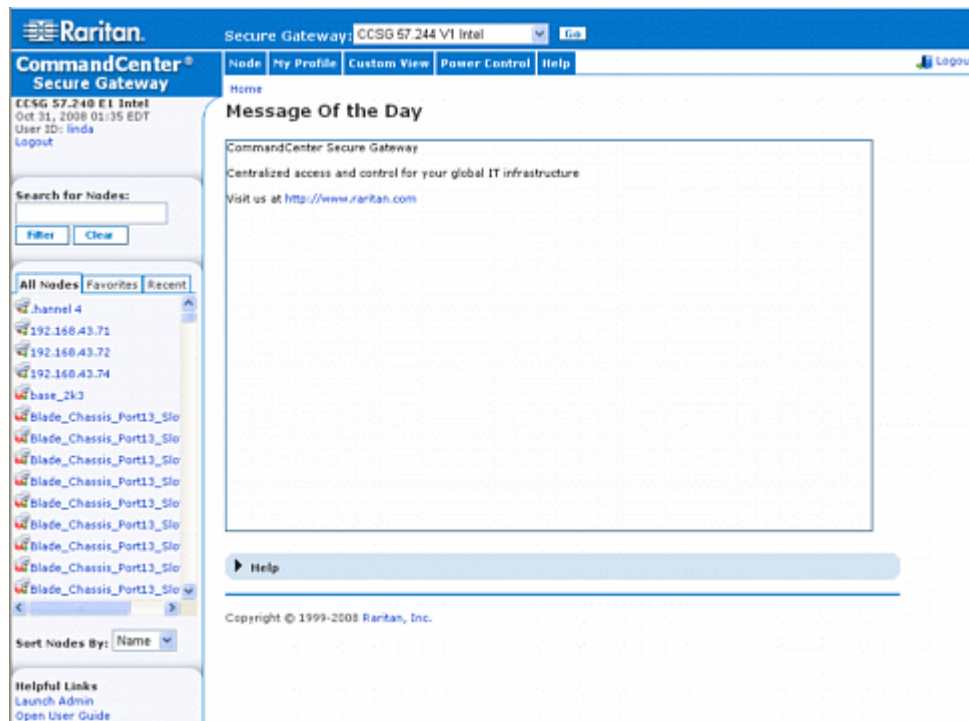 Raritan.
Secure Gateway: CCSG 57.244 V1 Intel Go
CommandCenter®
Secure Gateway
Node My Profile Custom View Power Control Help
Logou
CCSG 57.240 E1 Intel
Oct 31, 2008 01:35 EDT
User ID: linda
Logout
Home
Message Of the Day
CommandCenter Secure Gateway
Centralized access and control for your global IT infrastructure
Visit us at http://www.raritan.com
Search for Nodes:
Filter Clear
All Nodes Favorites Recent
.hannel 4
192.168.43.71
192.168.43.72
192.168.43.74
base_2k3
Blade_Chassis_Port13_Slo
Blade_Chassis_Port13_Slo
Blade_Chassis_Port13_Slo
Blade_Chassis_Port13_Slo
Blade_Chassis_Port13_Slo
Blade_Chassis_Port13_Slo
Blade_Chassis_Port13_Slo
Blade_Chassis_Port13_Slo
Blade_Chassis_Port13_Slo
Sort Nodes By: Name
Help
Copyright © 1999-2008 Raritan, Inc.
Helpful Links
Launch Admin
Open User Guide